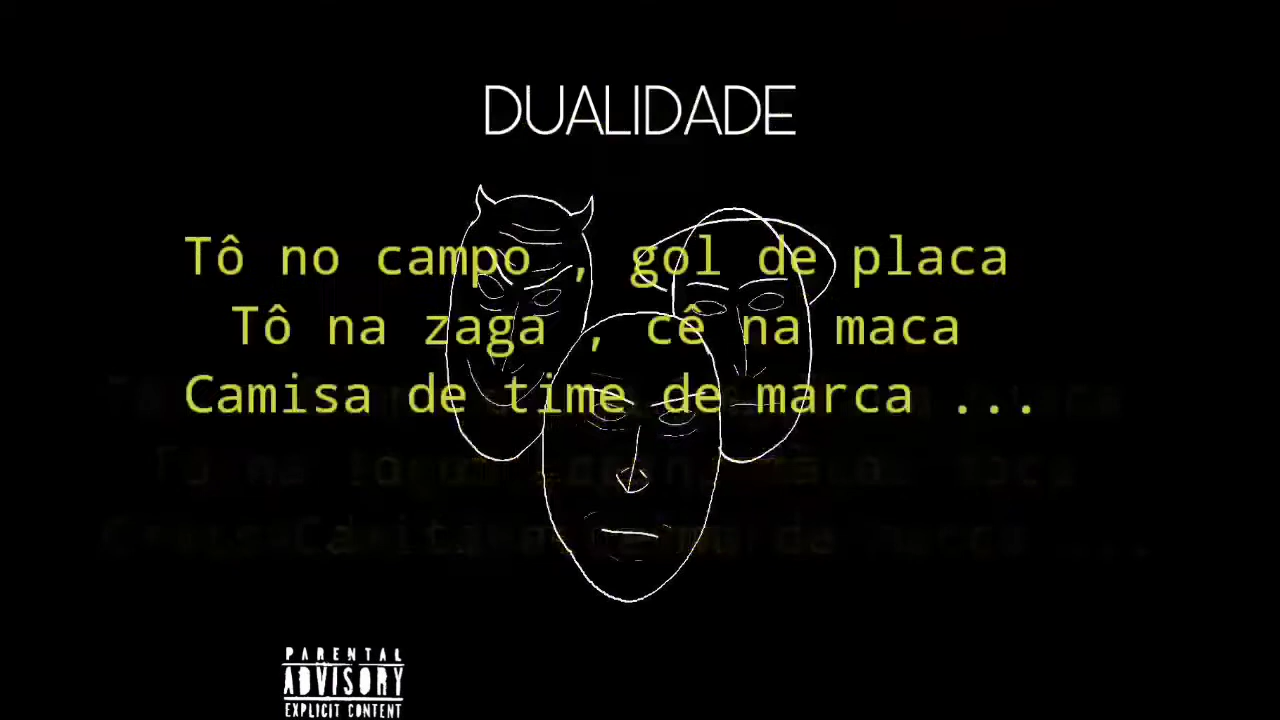 DUALIDADE
Tô no campo , gol de placa
Tô na zaga , cê na maca
Camisa de time de marca ...
PARENTAL
ADVISORY
EXPLICIT CONTENT